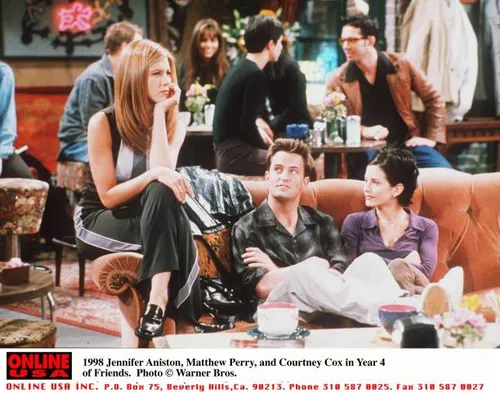 ONLINE
USA
1998 Jennifer Aniston, Matthew Perry, and Courtney Cox in Year 4
of Friends.  Photo © Warner Bros.
ONLINE USA INC. P.O. Box 75, Beverly Hills,Ca. 90213. Phone 310 587 0025. Fax 310 587 0027